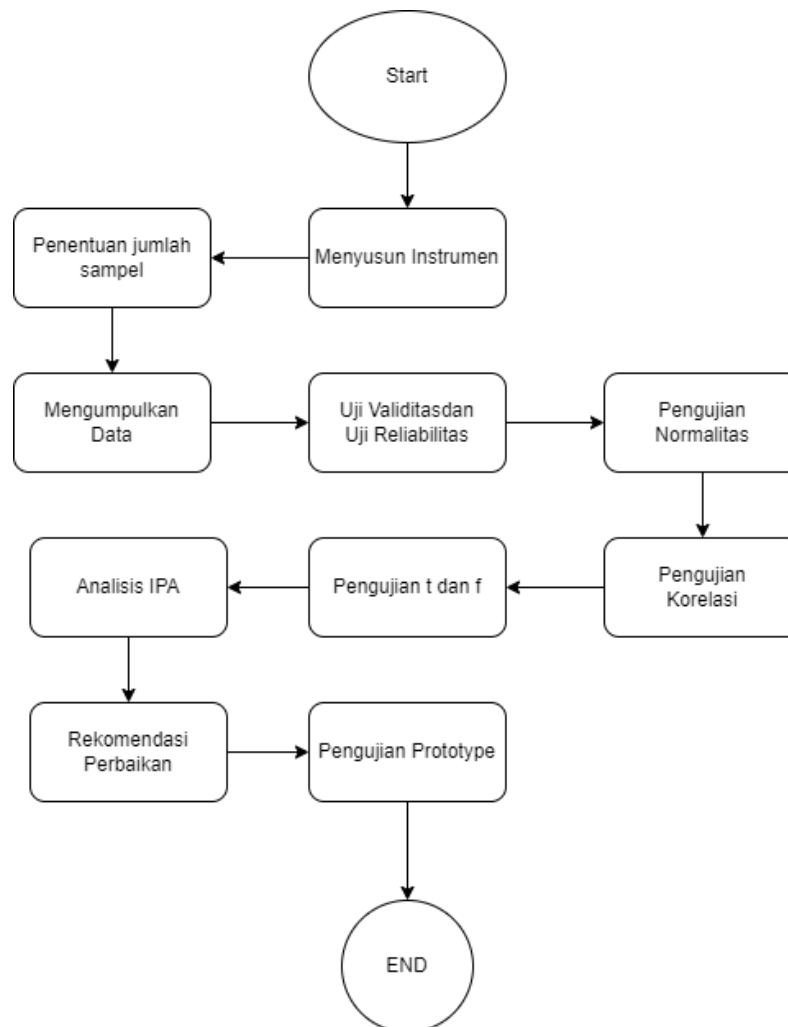 Start
Menyusun Instrumen
Penentuan jumlah
sampel
Mengumpulkan
Data
Uji Validitasdan
Uji Reliabilitas
Pengujian
Normalitas
Pengujian
Korelasi
Pengujian t dan f
Analisis IPA
Rekomendasi
Perbaikan
Pengujian Prototype
END